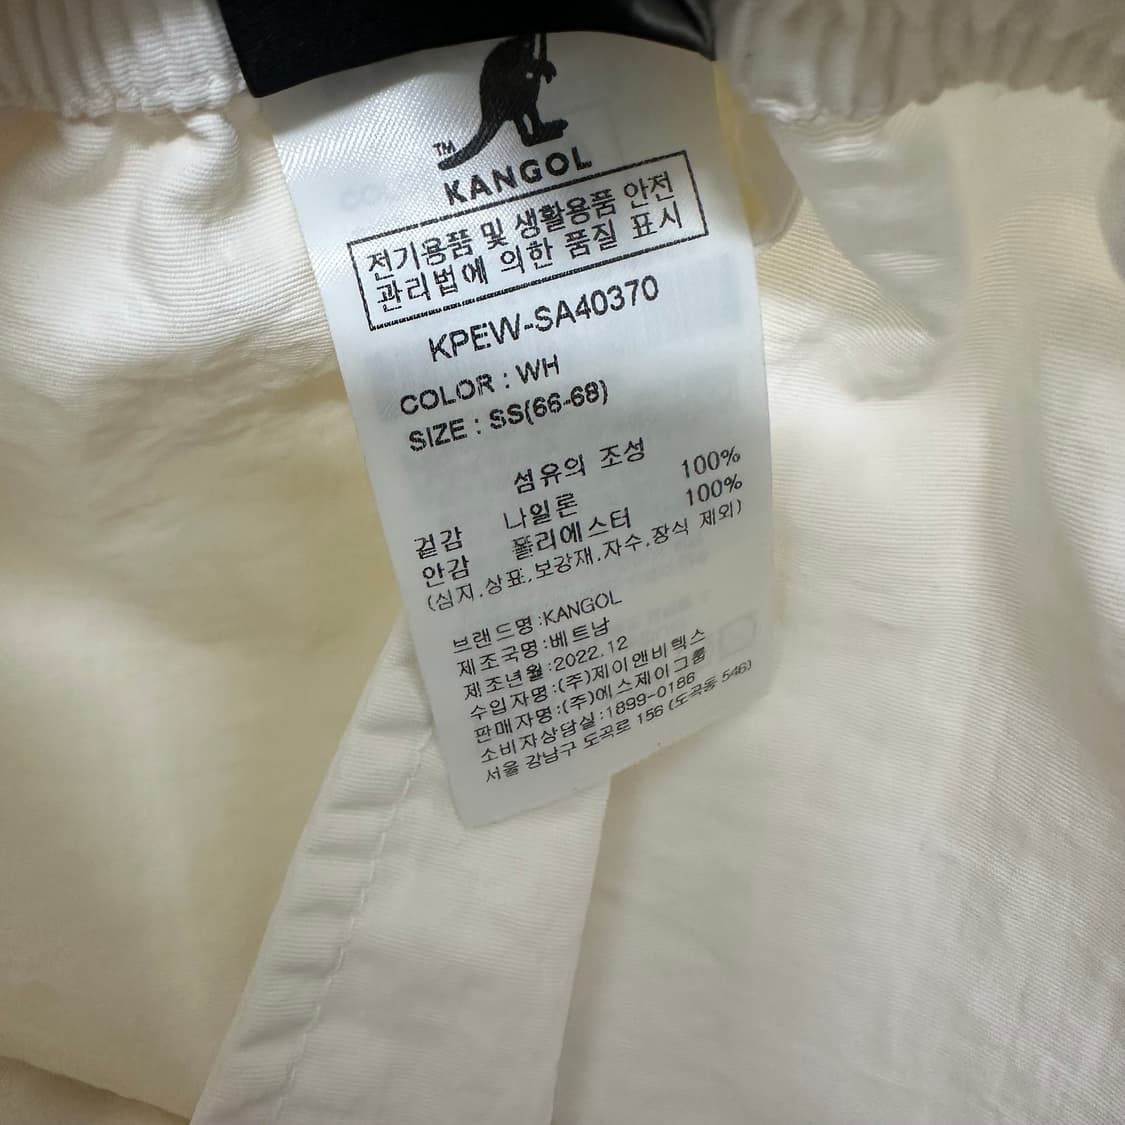 TM
KANGOL
전기용품 및 생활용품 안전
관리법에 의한 품질 표시
KPEW-SA40370
COLOR : WH
SIZE : SS(66-68)
섬유의 조성
겉감 나일론 100%
안감 폴리에스터 100%
(심지,상표,보강재,자수,장식 제외)
브랜드명:KANGOL
제조국명:베트남
제조년월:2022.12
수입자명:(주)제이앤비텍스
판매자명:(주)에스제이그룹
소비자상담실:1899-0186
서울 강남구 도곡로 156 (도곡동 546)